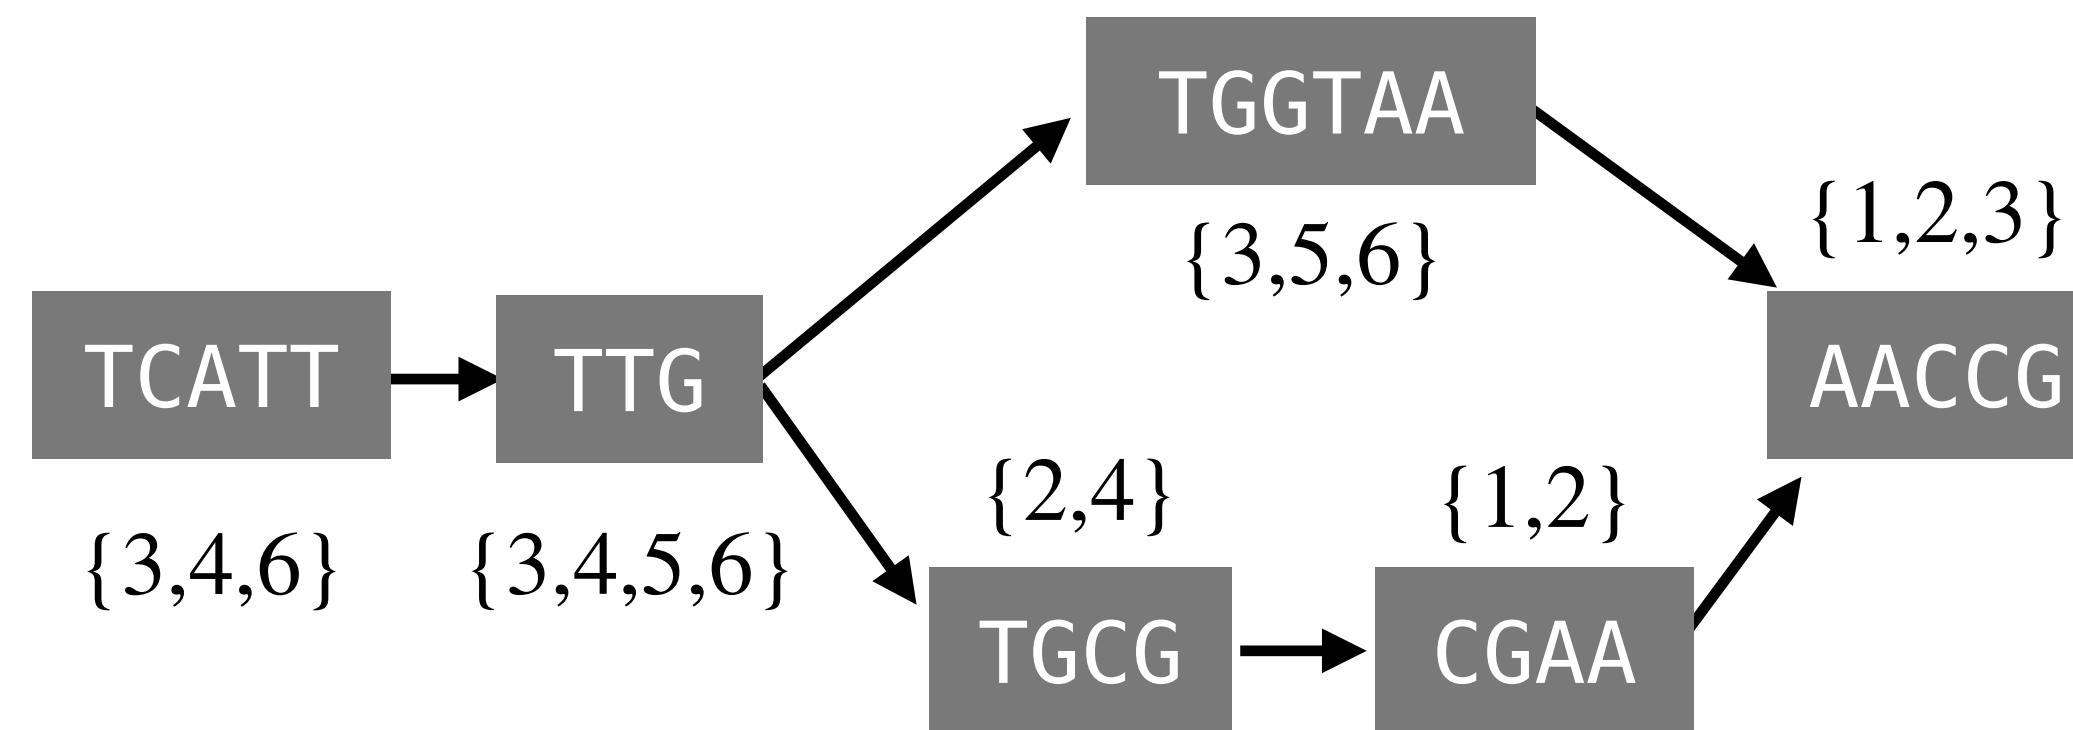 TGGTAA
{3,5,6}
{1,2,3}
TCATT
TTG
AACCG
{3,4,6}
{3,4,5,6}
{2,4}
{1,2}
TGCG
CGAA